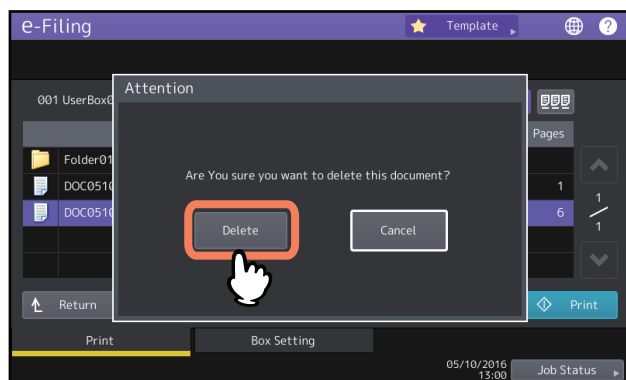 e-Filing
Template
?
001 UserBox
Attention
Pages
Folder01
Are You sure you want to delete this document?
DOC0510
1
DOC0510
6
1
1
Delete
Cancel
Return
Print
Print
Box Setting
05/10/2016
13:00
Job Status